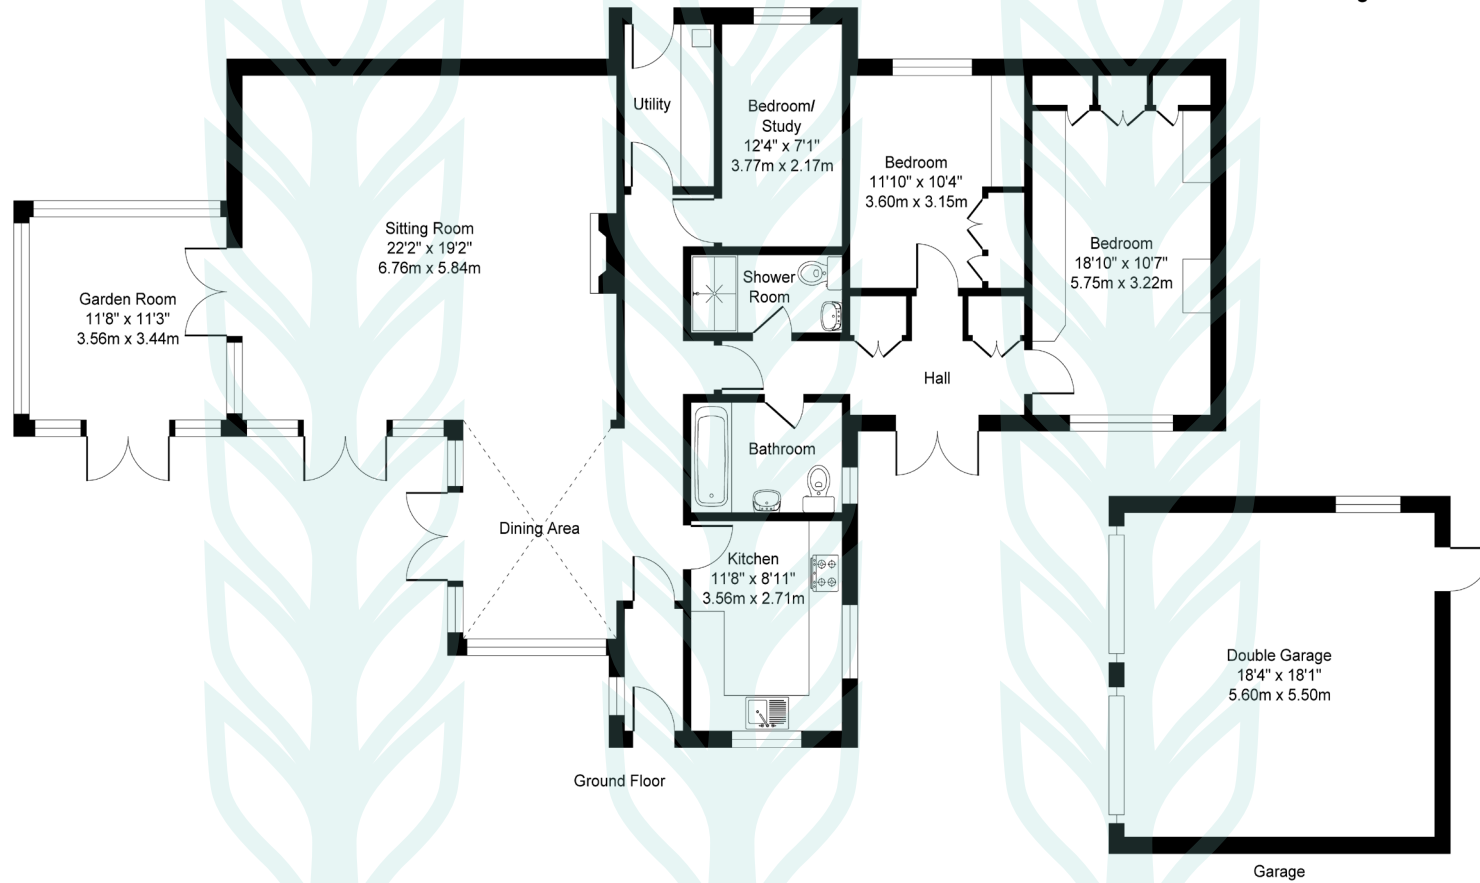 Utility
Bedroom/
Study
12'4" x 7'1"
3.77m x 2.17m
Bedroom
11'10" x 10'4"
3.60m x 3.15m
Sitting Room
22'2" x 19'2"
6.76m x 5.84m
Bedroom
18'10" x 10'7"
5.75m x 3.22m
Shower
Room
Garden Room
11'8" x 11'3"
3.56m x 3.44m
Hall
Bathroom
Dining Area
Kitchen
11'8" x 8'11"
3.56m x 2.71m
Double Garage
18'4" x 18'1"
5.60m x 5.50m
Ground Floor
Garage